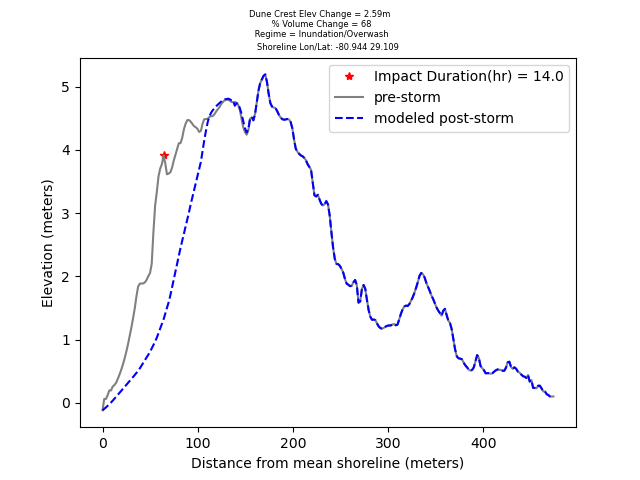 Dune Crest Elev Change = 2.59m
% Volume Change = 68
Regime = Inundation/Overwash
Shoreline Lon/Lat: -80.944 29.109
Impact Duration(hr) = 14.0
pre-storm
modeled post-storm
5
4
3
2
1
0
Elevation (meters)
0 100 200 300 400
Distance from mean shoreline (meters)